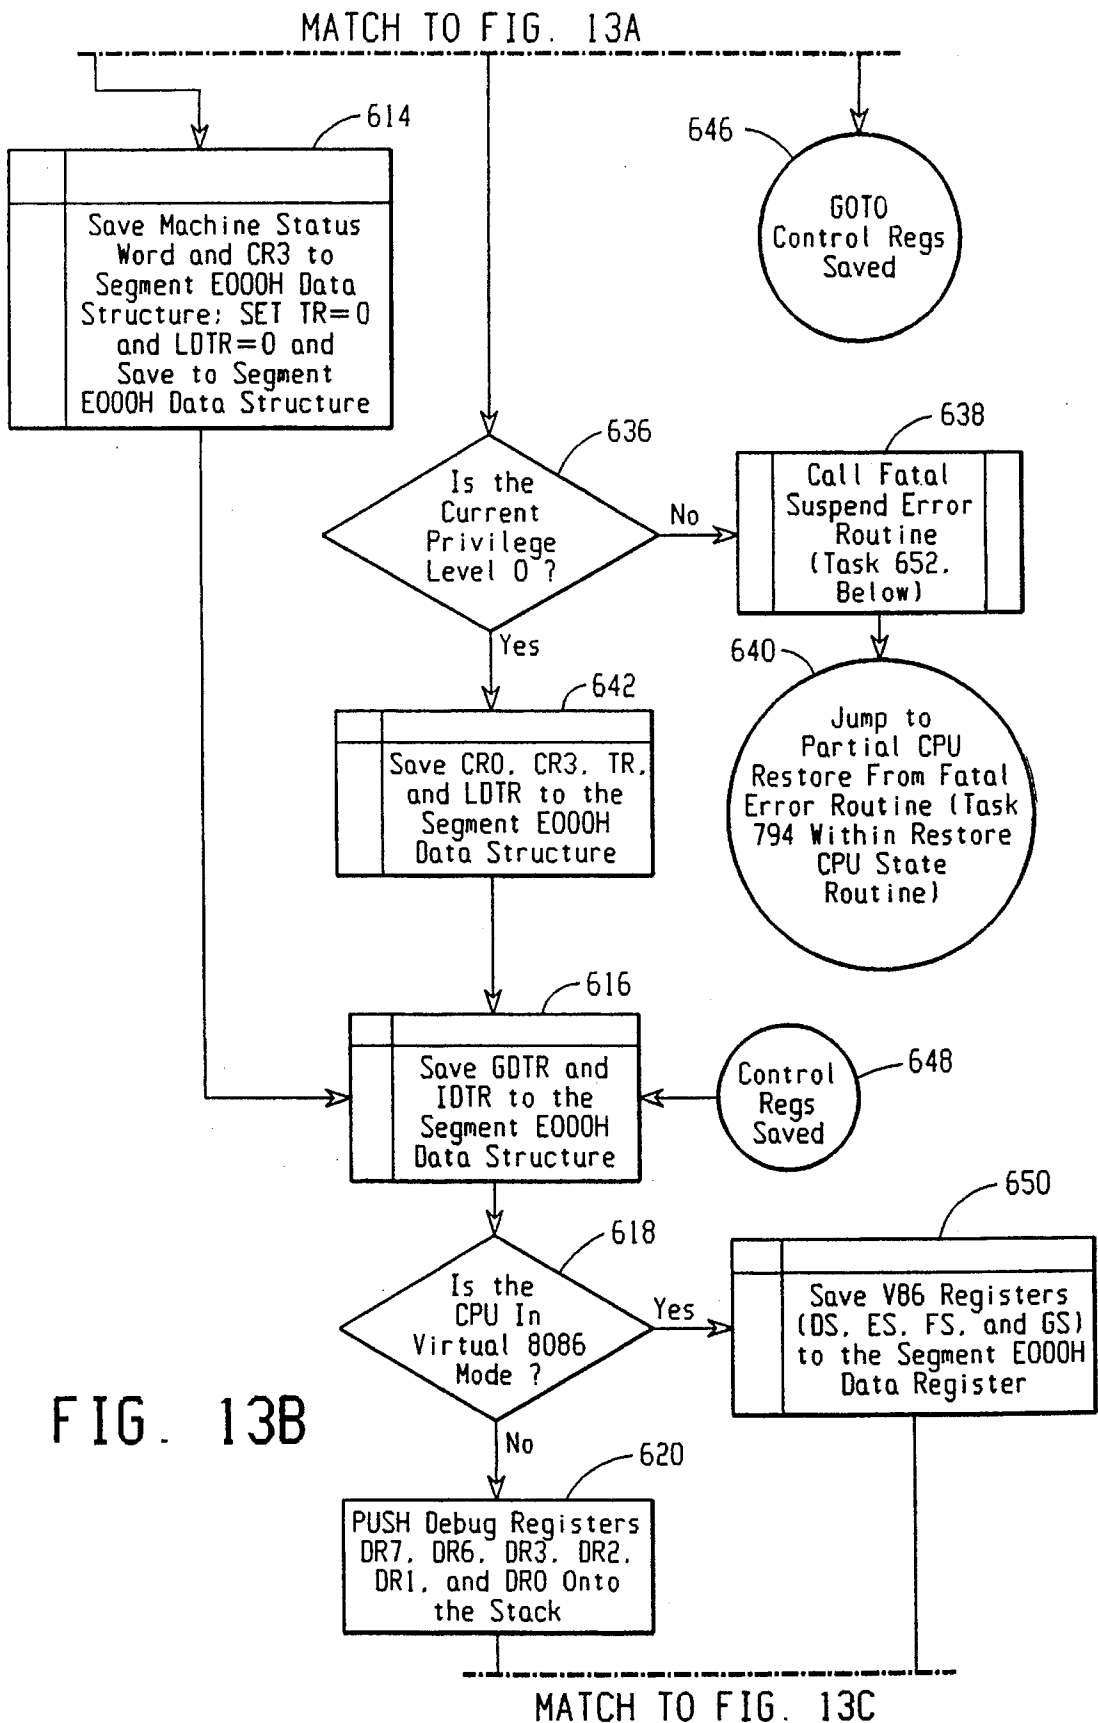 MATCH TO FIG. 13A
614
Save Machine Status
Word and CR3 to
Segment E000H Data
Structure; SET TR=0
and LDTR=0 and
Save to Segment
E000H Data Structure
646
GOTO
Control Regs
Saved
636
Is the
Current
Privilege
Level 0 ?
No
Yes
638
Call Fatal
Suspend Error
Routine
(Task 652,
Below)
640
Jump to
Partial CPU
Restore From Fatal
Error Routine (Task
794 Within Restore
CPU State
Routine)
642
Save CR0, CR3, TR,
and LDTR to the
Segment E000H
Data Structure
616
Save GDTR and
IDTR to the
Segment E000H
Data Structure
648
Control
Regs
Saved
618
Is the
CPU In
Virtual 8086
Mode ?
Yes
No
650
Save V86 Registers
(DS, ES, FS, and GS)
to the Segment E000H
Data Register
FIG. 13B
620
PUSH Debug Registers
DR7, DR6, DR3, DR2,
DR1, and DR0 Onto
the Stack
MATCH TO FIG. 13C